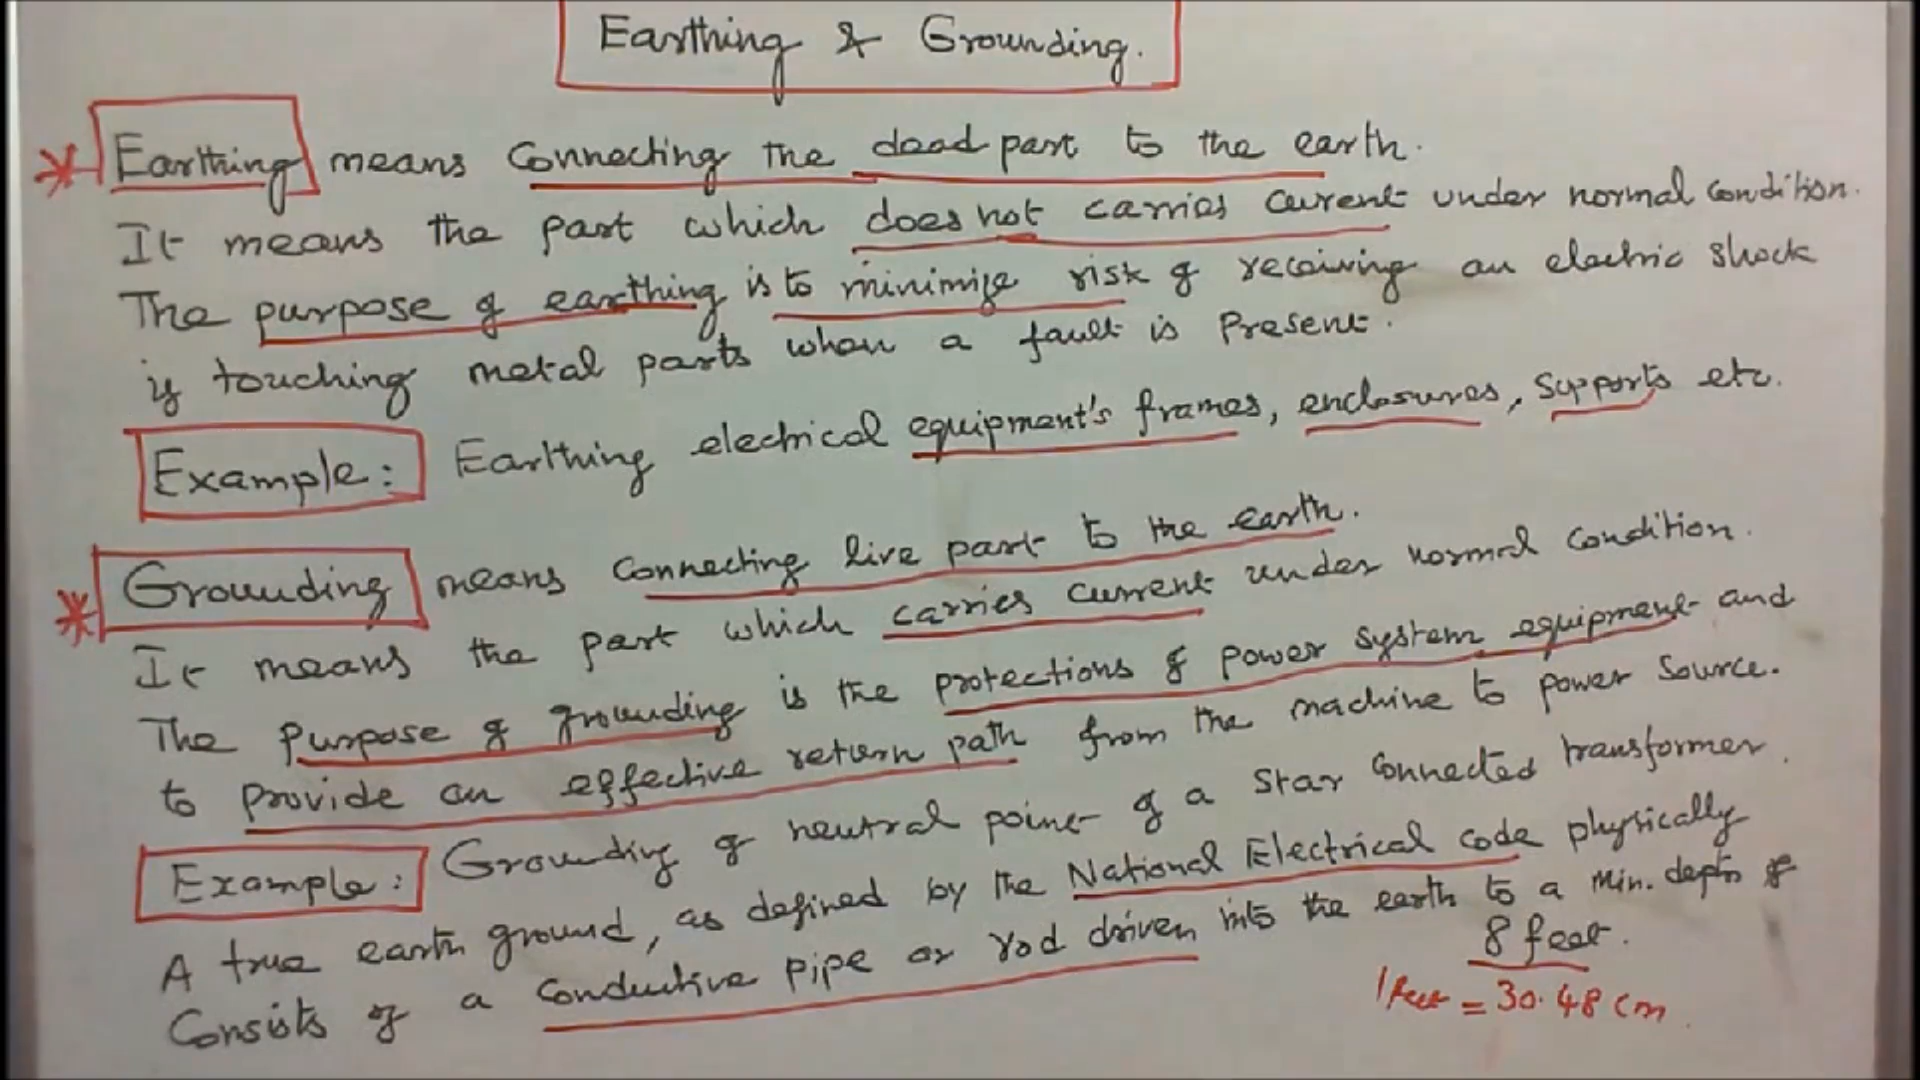 Earthing & Grounding.
* Earthing means Connecting the dead part to the earth.
It means the part which does not carries current under normal Condition.
The purpose of earthing is to minimize risk of receiving an electric shock
if touching metal parts when a fault is Present.
Example: Earthing electrical equipment's frames, enclosures, supports etc.
* Grounding means Connecting live part to the earth.
It means the part which carries current under normal Condition.
The Purpose of grounding is the protections of power system equipment and
to provide an effective return path from the machine to power source.
Example: Grounding of neutral point of a star Connected transformer.
A true earth ground, as defined by the National Electrical code physically
Consists of a Conductive pipe or rod driven into the earth to a min. depth of
8 feet.
1 feet = 30.48 cm